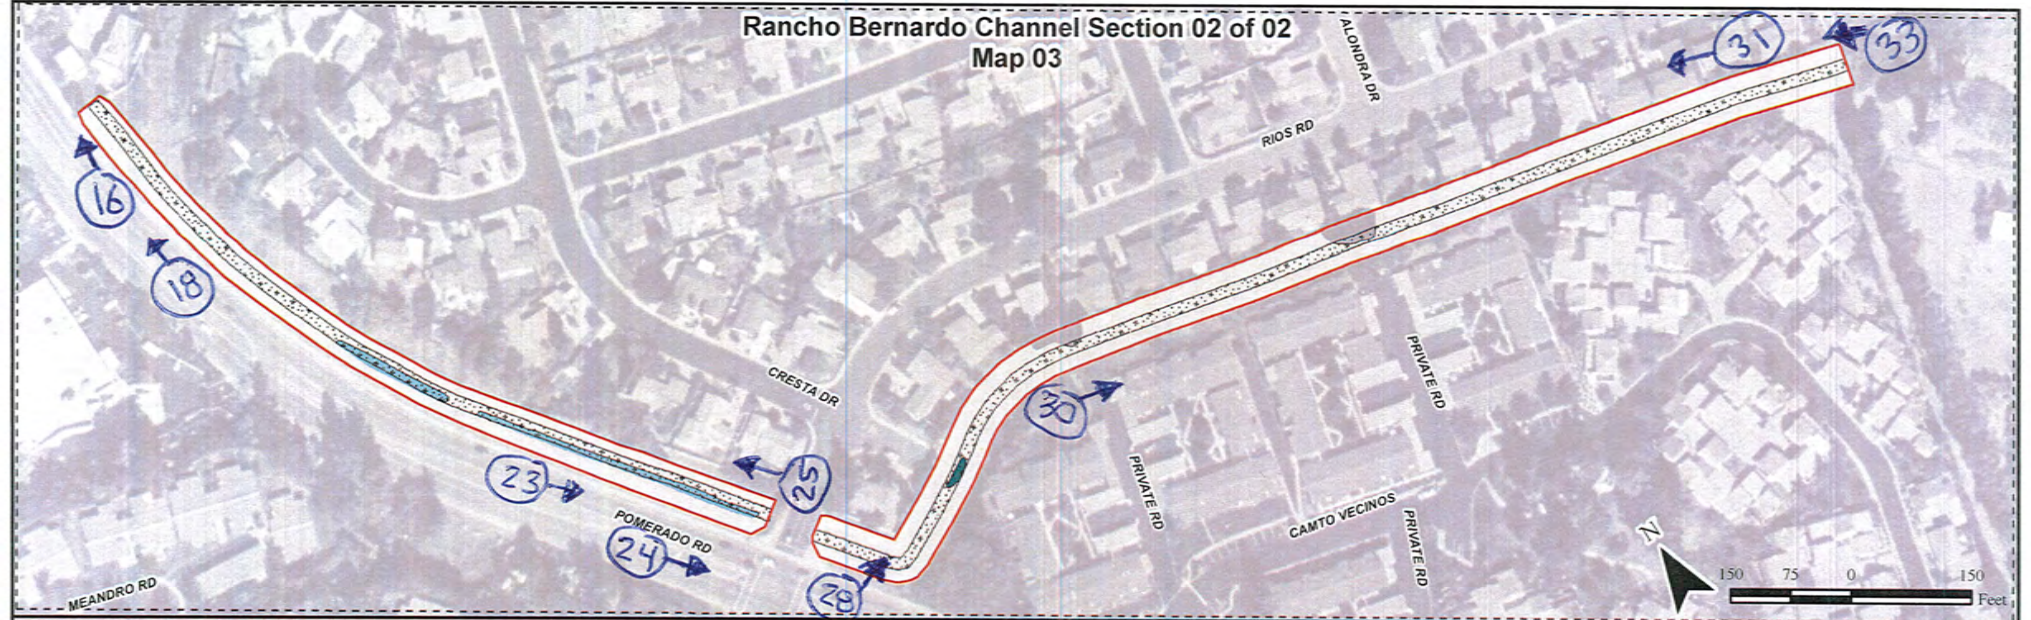 Rancho Bernardo Channel Section 02 of 02
Map 03
ALONDRA DR
31
33
RIOS RD
16
18
CRESTA DR
30
PRIVATE RD
23
25
PRIVATE RD
POMERADO RD
24
CAMTO VECINOS
PRIVATE RD
28
MEANDRO RD
N
150 75 0 150
Feet